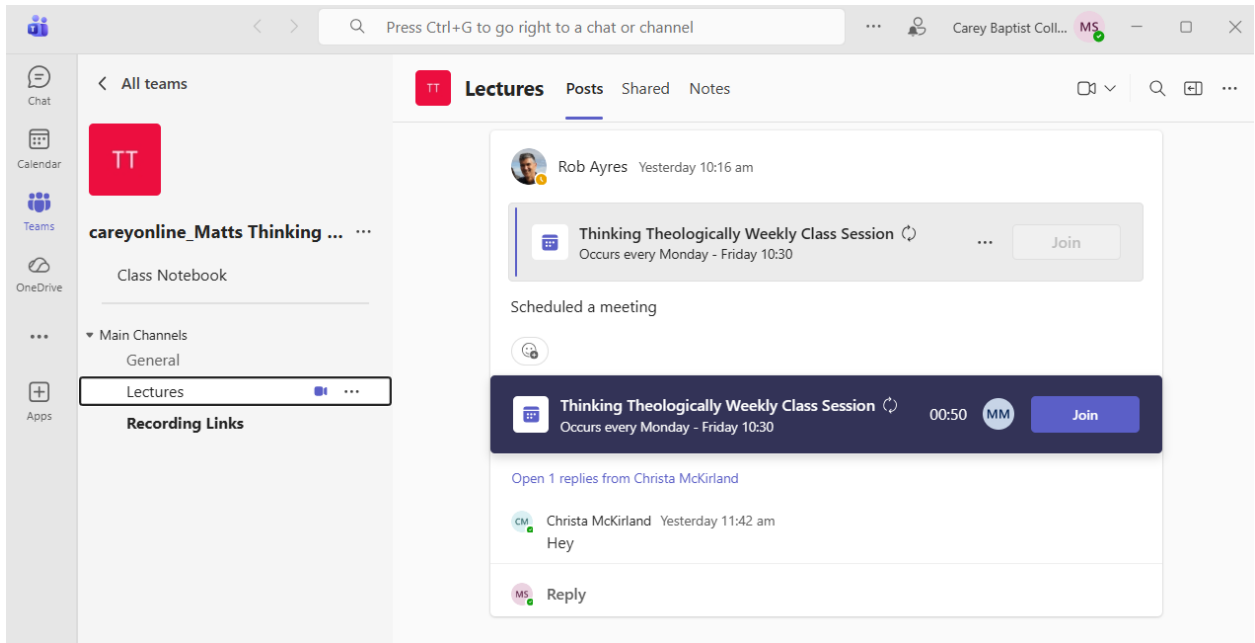 Press Ctrl+G to go right to a chat or channel
Carey Baptist Coll...
MS
Chat
Calendar
Teams
OneDrive
Apps
All teams
TT
careyonline_Matts Thinking ...
Class Notebook
Main Channels
General
Lectures
Recording Links
TT
Lectures
Posts
Shared
Notes
Rob Ayres Yesterday 10:16 am
Thinking Theologically Weekly Class Session
Occurs every Monday - Friday 10:30
Join
Scheduled a meeting
Thinking Theologically Weekly Class Session
Occurs every Monday - Friday 10:30
00:50
MM
Join
Open 1 replies from Christa McKirland
CM
Christa McKirland Yesterday 11:42 am
Hey
MS
Reply